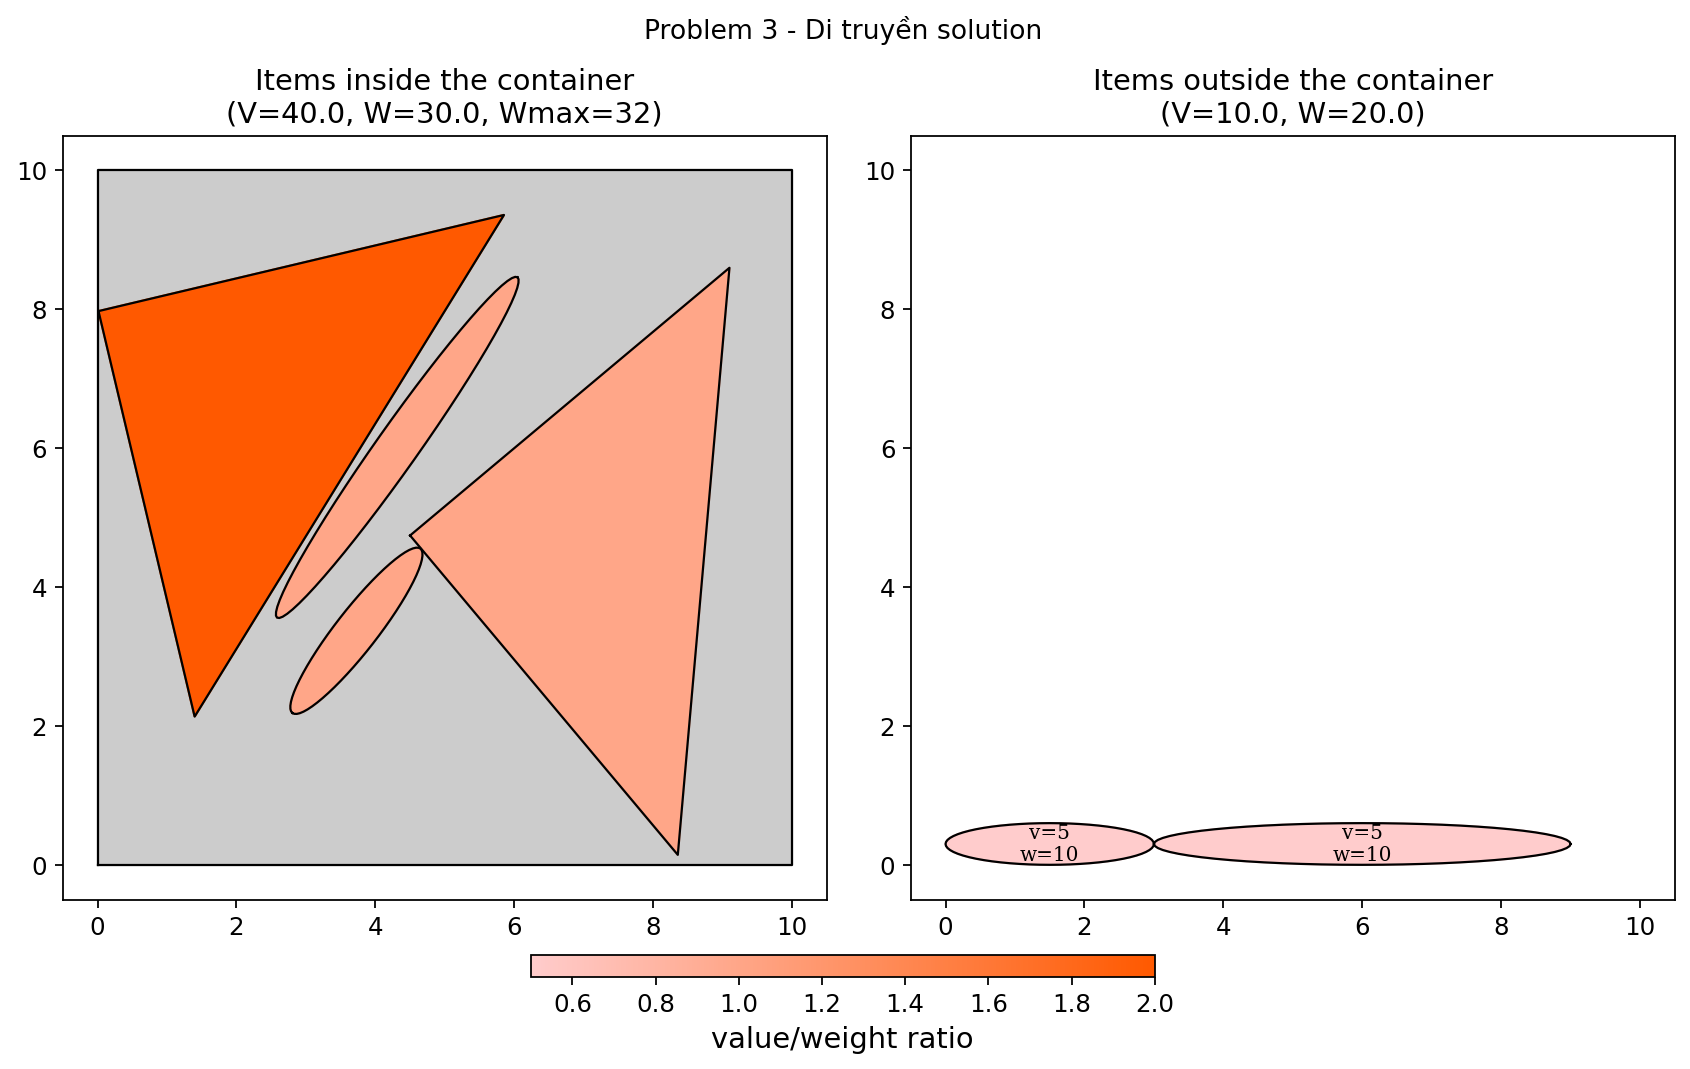 Problem 3 - Di truyền solution
Items inside the container
(V=40.0, W=30.0, Wmax=32)
10
8
6
4
2
0
0 2 4 6 8 10
Items outside the container
(V=10.0, W=20.0)
10
8
6
4
2
0
v=5
w=10
v=5
w=10
0 2 4 6 8 10
0.6 0.8 1.0 1.2 1.4 1.6 1.8 2.0
value/weight ratio